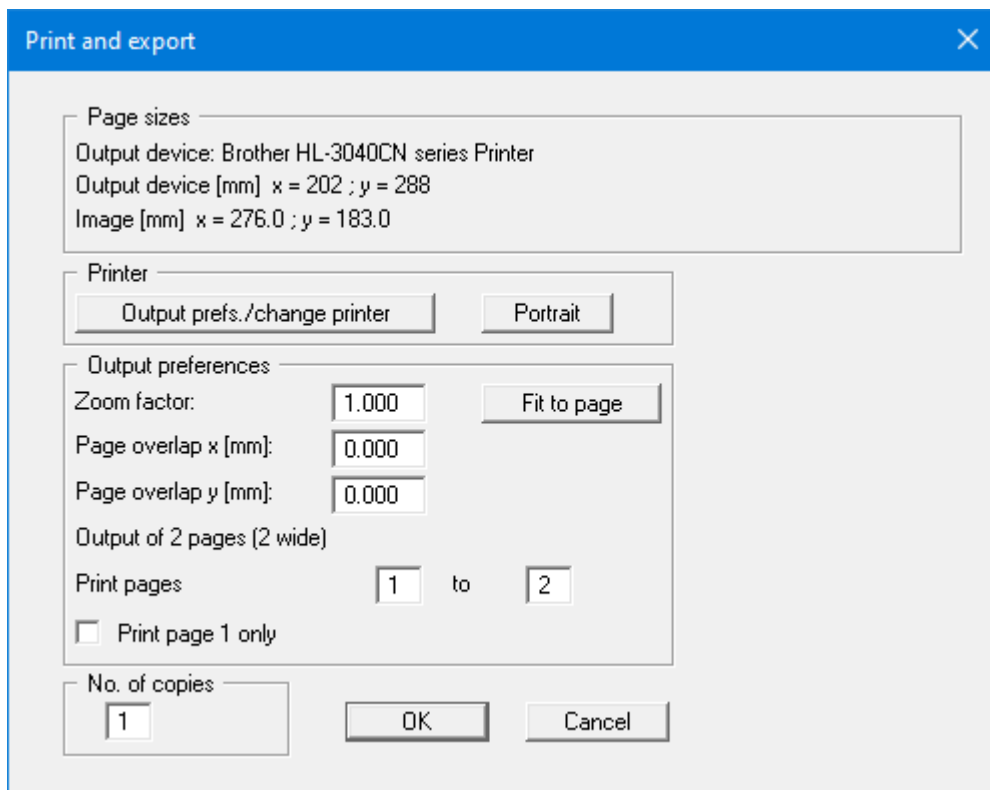 Print and export
Page sizes
Output device: Brother HL-3040CN series Printer
Output device [mm]  x = 202 ; y = 288
Image [mm]  x = 276.0 ; y = 183.0
Printer
Output prefs./change printer
Portrait
Output preferences
Zoom factor: 1.000 Fit to page
Page overlap x [mm]: 0.000
Page overlap y [mm]: 0.000
Output of 2 pages (2 wide)
Print pages 1 to 2
Print page 1 only
No. of copies
1
OK
Cancel